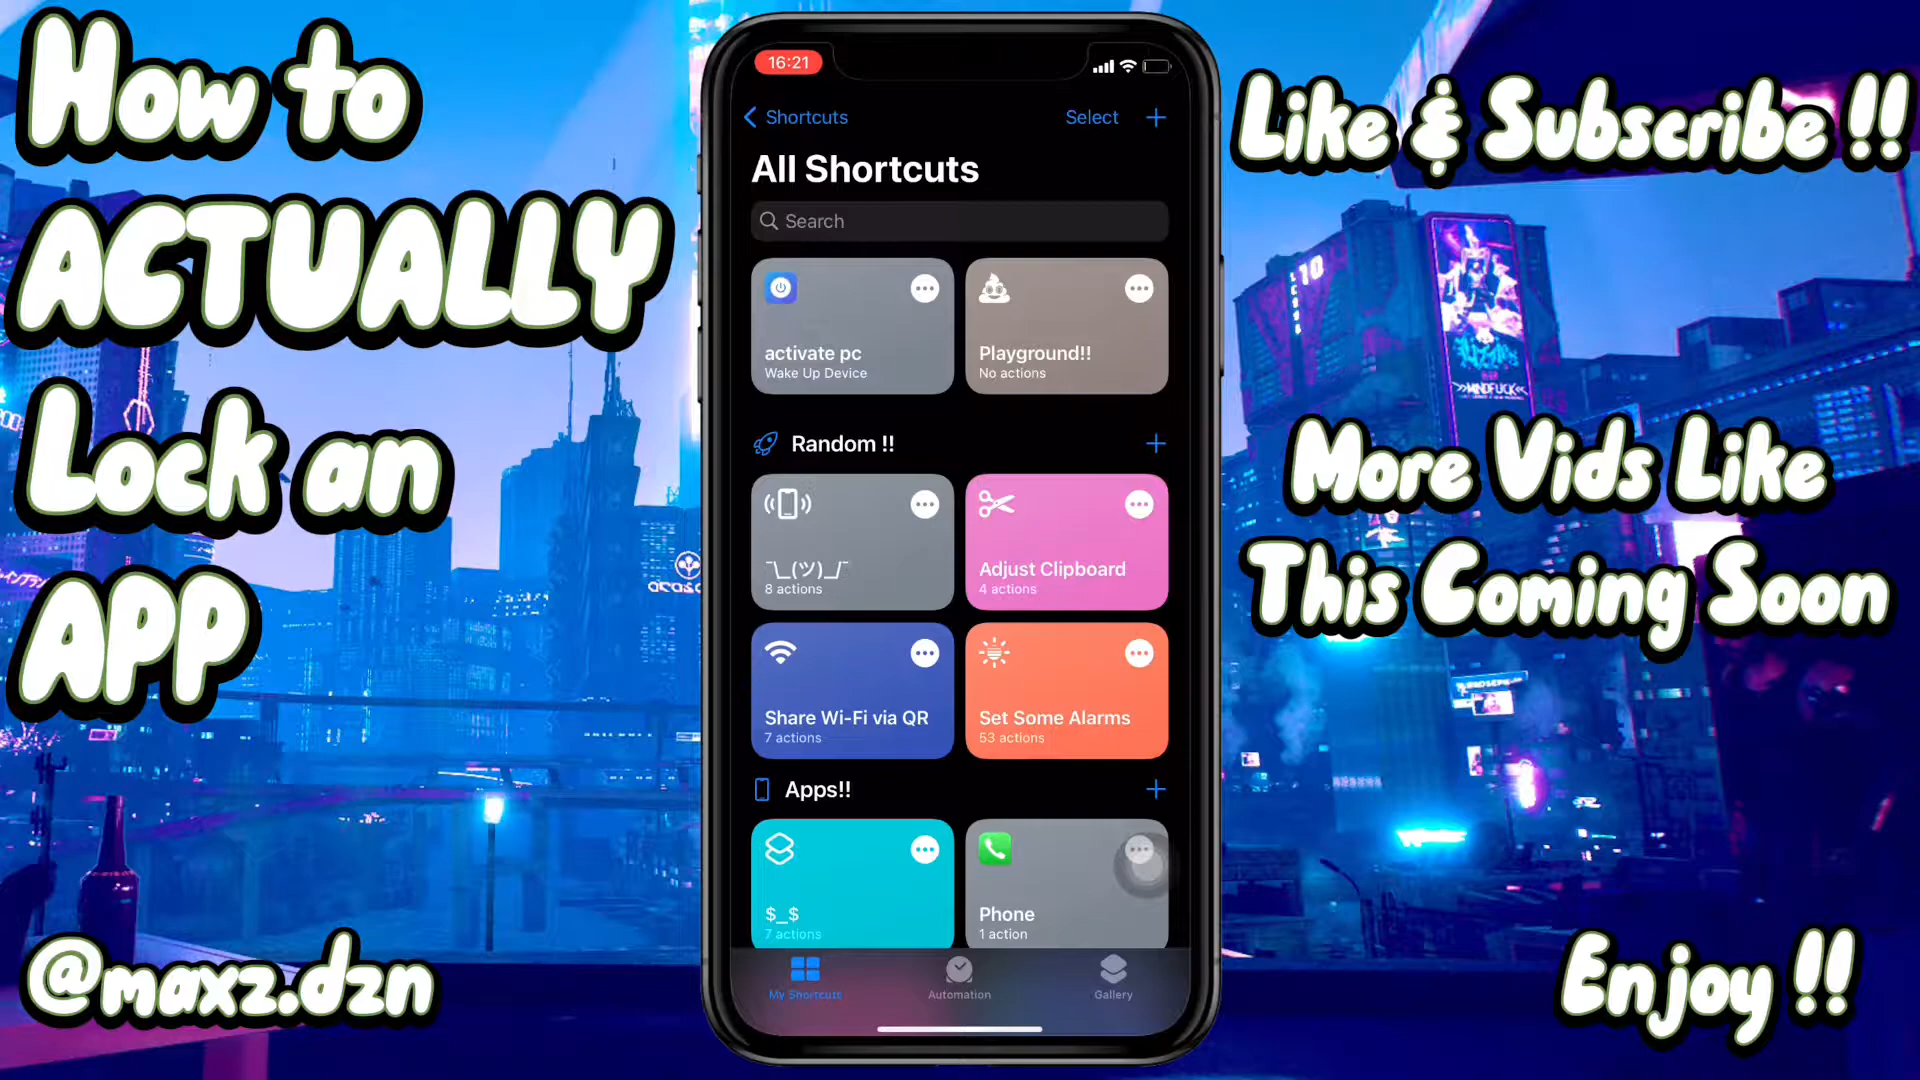 How to
ACTUALLY
Lock an
APP
@maxz.dzn
16:21
Shortcuts
Select
All Shortcuts
Search
activate pc
Wake Up Device
Playground!!
No actions
Random !!
¯\_(ツ)_/¯
8 actions
Adjust Clipboard
4 actions
Share Wi-Fi via QR
7 actions
Set Some Alarms
53 actions
Apps!!
$_$
7 actions
Phone
1 action
My Shortcuts
Automation
Gallery
Like & Subscribe !!
10
»MINDFUCK«
More Vids Like
This Coming Soon
Enjoy !!